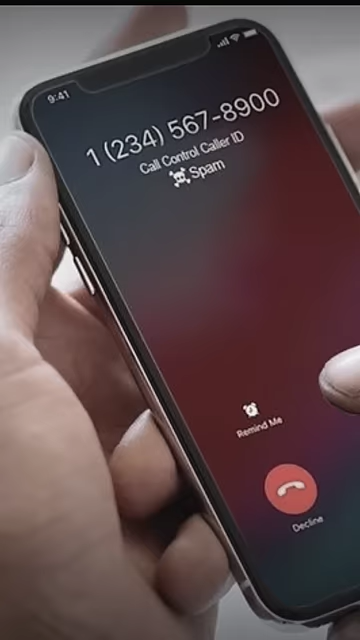 9:41
1 (234) 567-8900
Call Control Caller ID
Spam
Remind Me
Decline